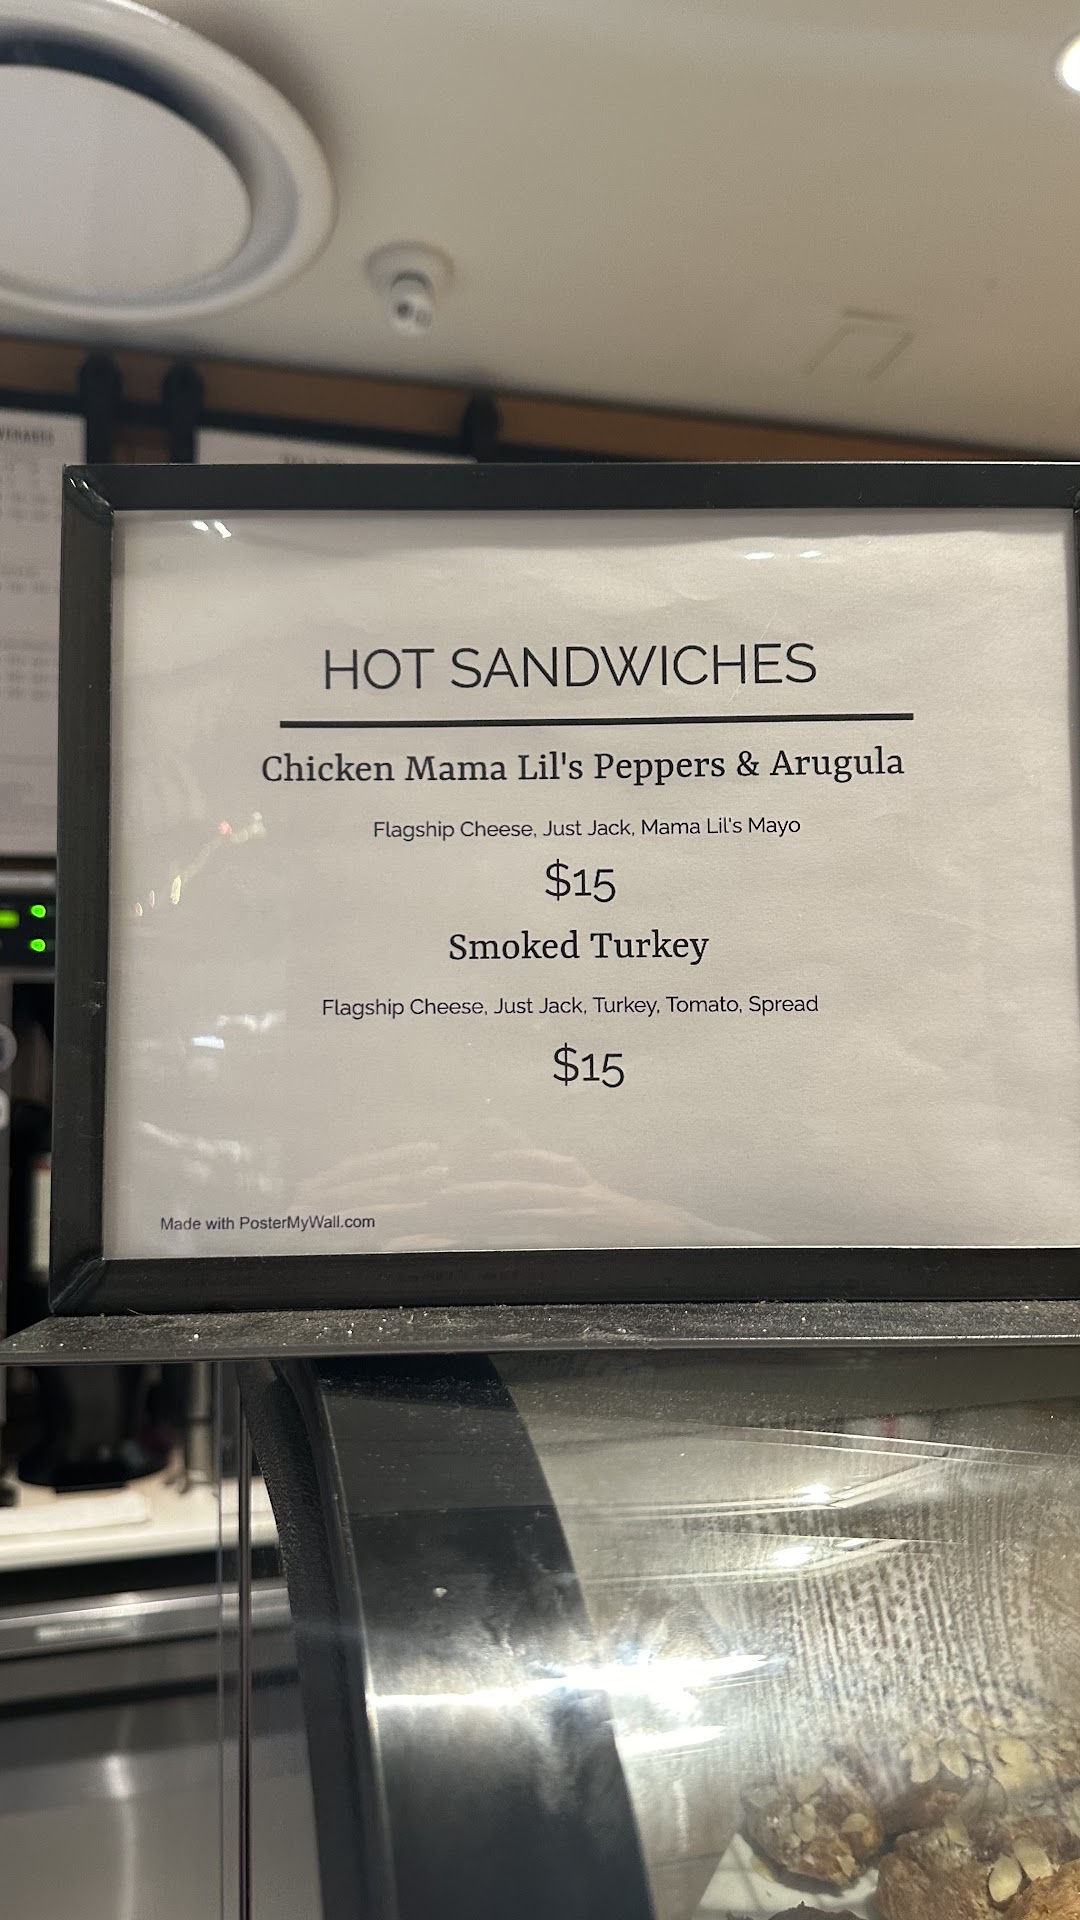 HOT SANDWICHES
Chicken Mama Lil's Peppers & Arugula
Flagship Cheese, Just Jack, Mama Lil's Mayo
$15
Smoked Turkey
Flagship Cheese, Just Jack, Turkey, Tomato, Spread
$15
Made with PosterMyWall.com